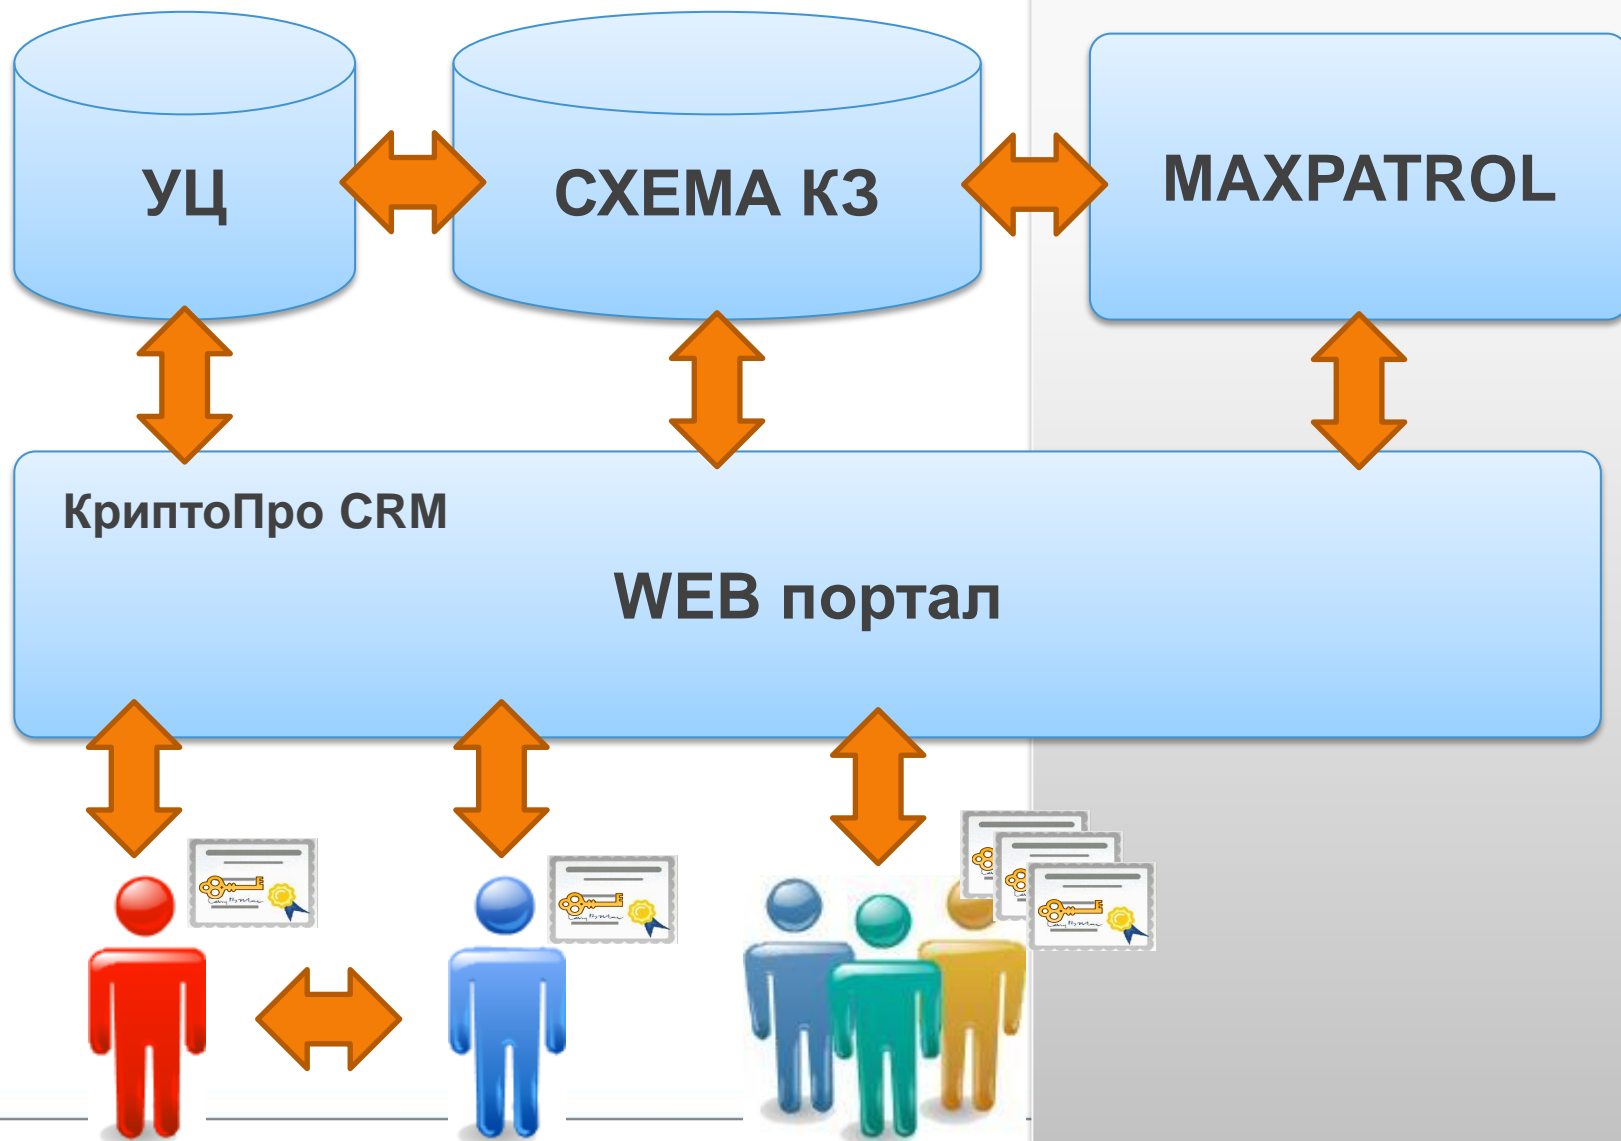 УЦ
СХЕМА КЗ
MAXPATROL
КриптоПро CRM
WEB портал